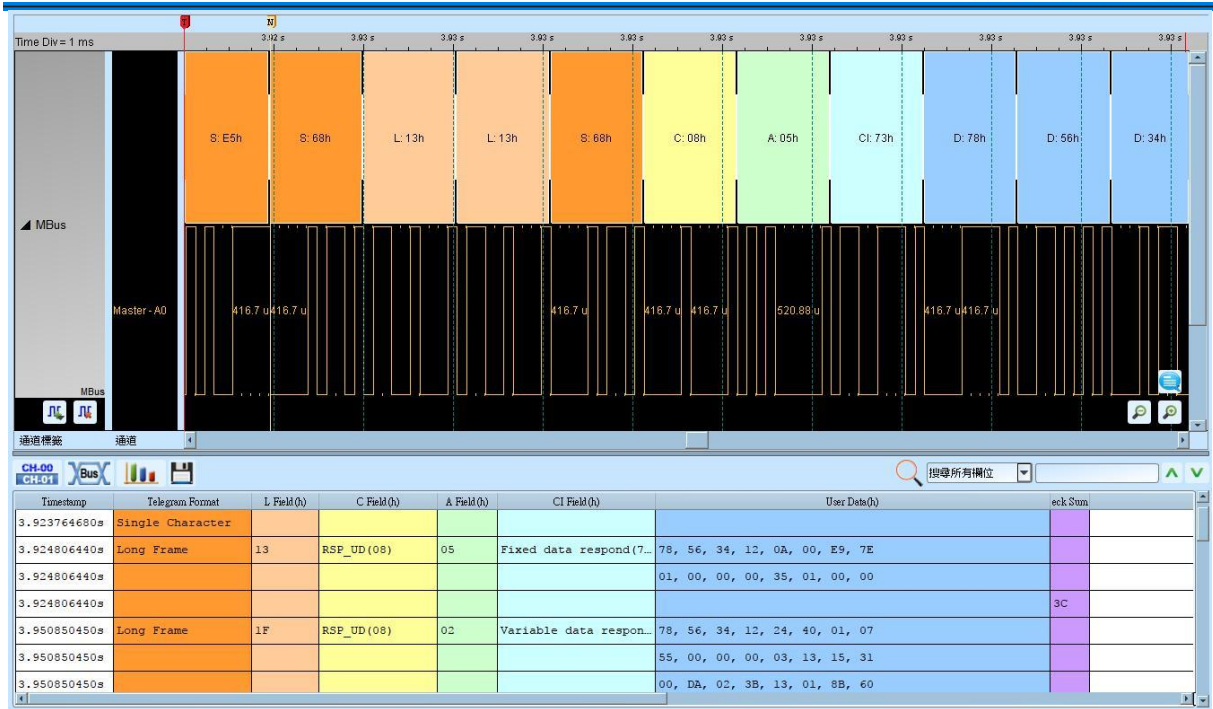 T N
Time Div = 1 ms 3.92 s 3.93 s 3.93 s 3.93 s 3.93 s 3.93 s 3.93 s 3.93 s 3.93 s 3.93 s 3.93 s
S: E5h S: 68h L: 13h L: 13h S: 68h C: 08h A: 05h CI: 73h D: 78h D: 56h D: 34h
MBus
Master - A0 416.7 u 416.7 u 416.7 u 416.7 u 416.7 u 520.88 u 416.7 u 416.7 u
MBus
通道標籤 通道
CH-00
CH-01 Bus 搜尋所有欄位
Timestamp Telegram Format L Field(h) C Field(h) A Field(h) CI Field(h) User Data(h) eck Sum
3.923764680s Single Character
3.924806440s Long Frame 13 RSP_UD(08) 05 Fixed data respond(7... 78, 56, 34, 12, 0A, 00, E9, 7E
3.924806440s 01, 00, 00, 00, 35, 01, 00, 00
3.924806440s 3C
3.950850450s Long Frame 1F RSP_UD(08) 02 Variable data respon... 78, 56, 34, 12, 24, 40, 01, 07
3.950850450s 55, 00, 00, 00, 03, 13, 15, 31
3.950850450s 00, DA, 02, 3B, 13, 01, 8B, 60